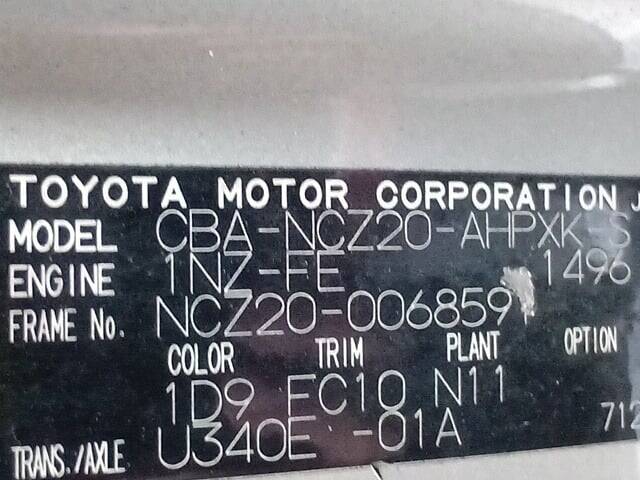 TOYOTA MOTOR CORPORATION J
MODEL CBA-NCZ20-AHPXK-S
ENGINE 1NZ-FE 1496
FRAME No. NCZ20-006859
COLOR TRIM PLANT OPTION
1D9 FC10 N11
TRANS./AXLE U340E -01A 712